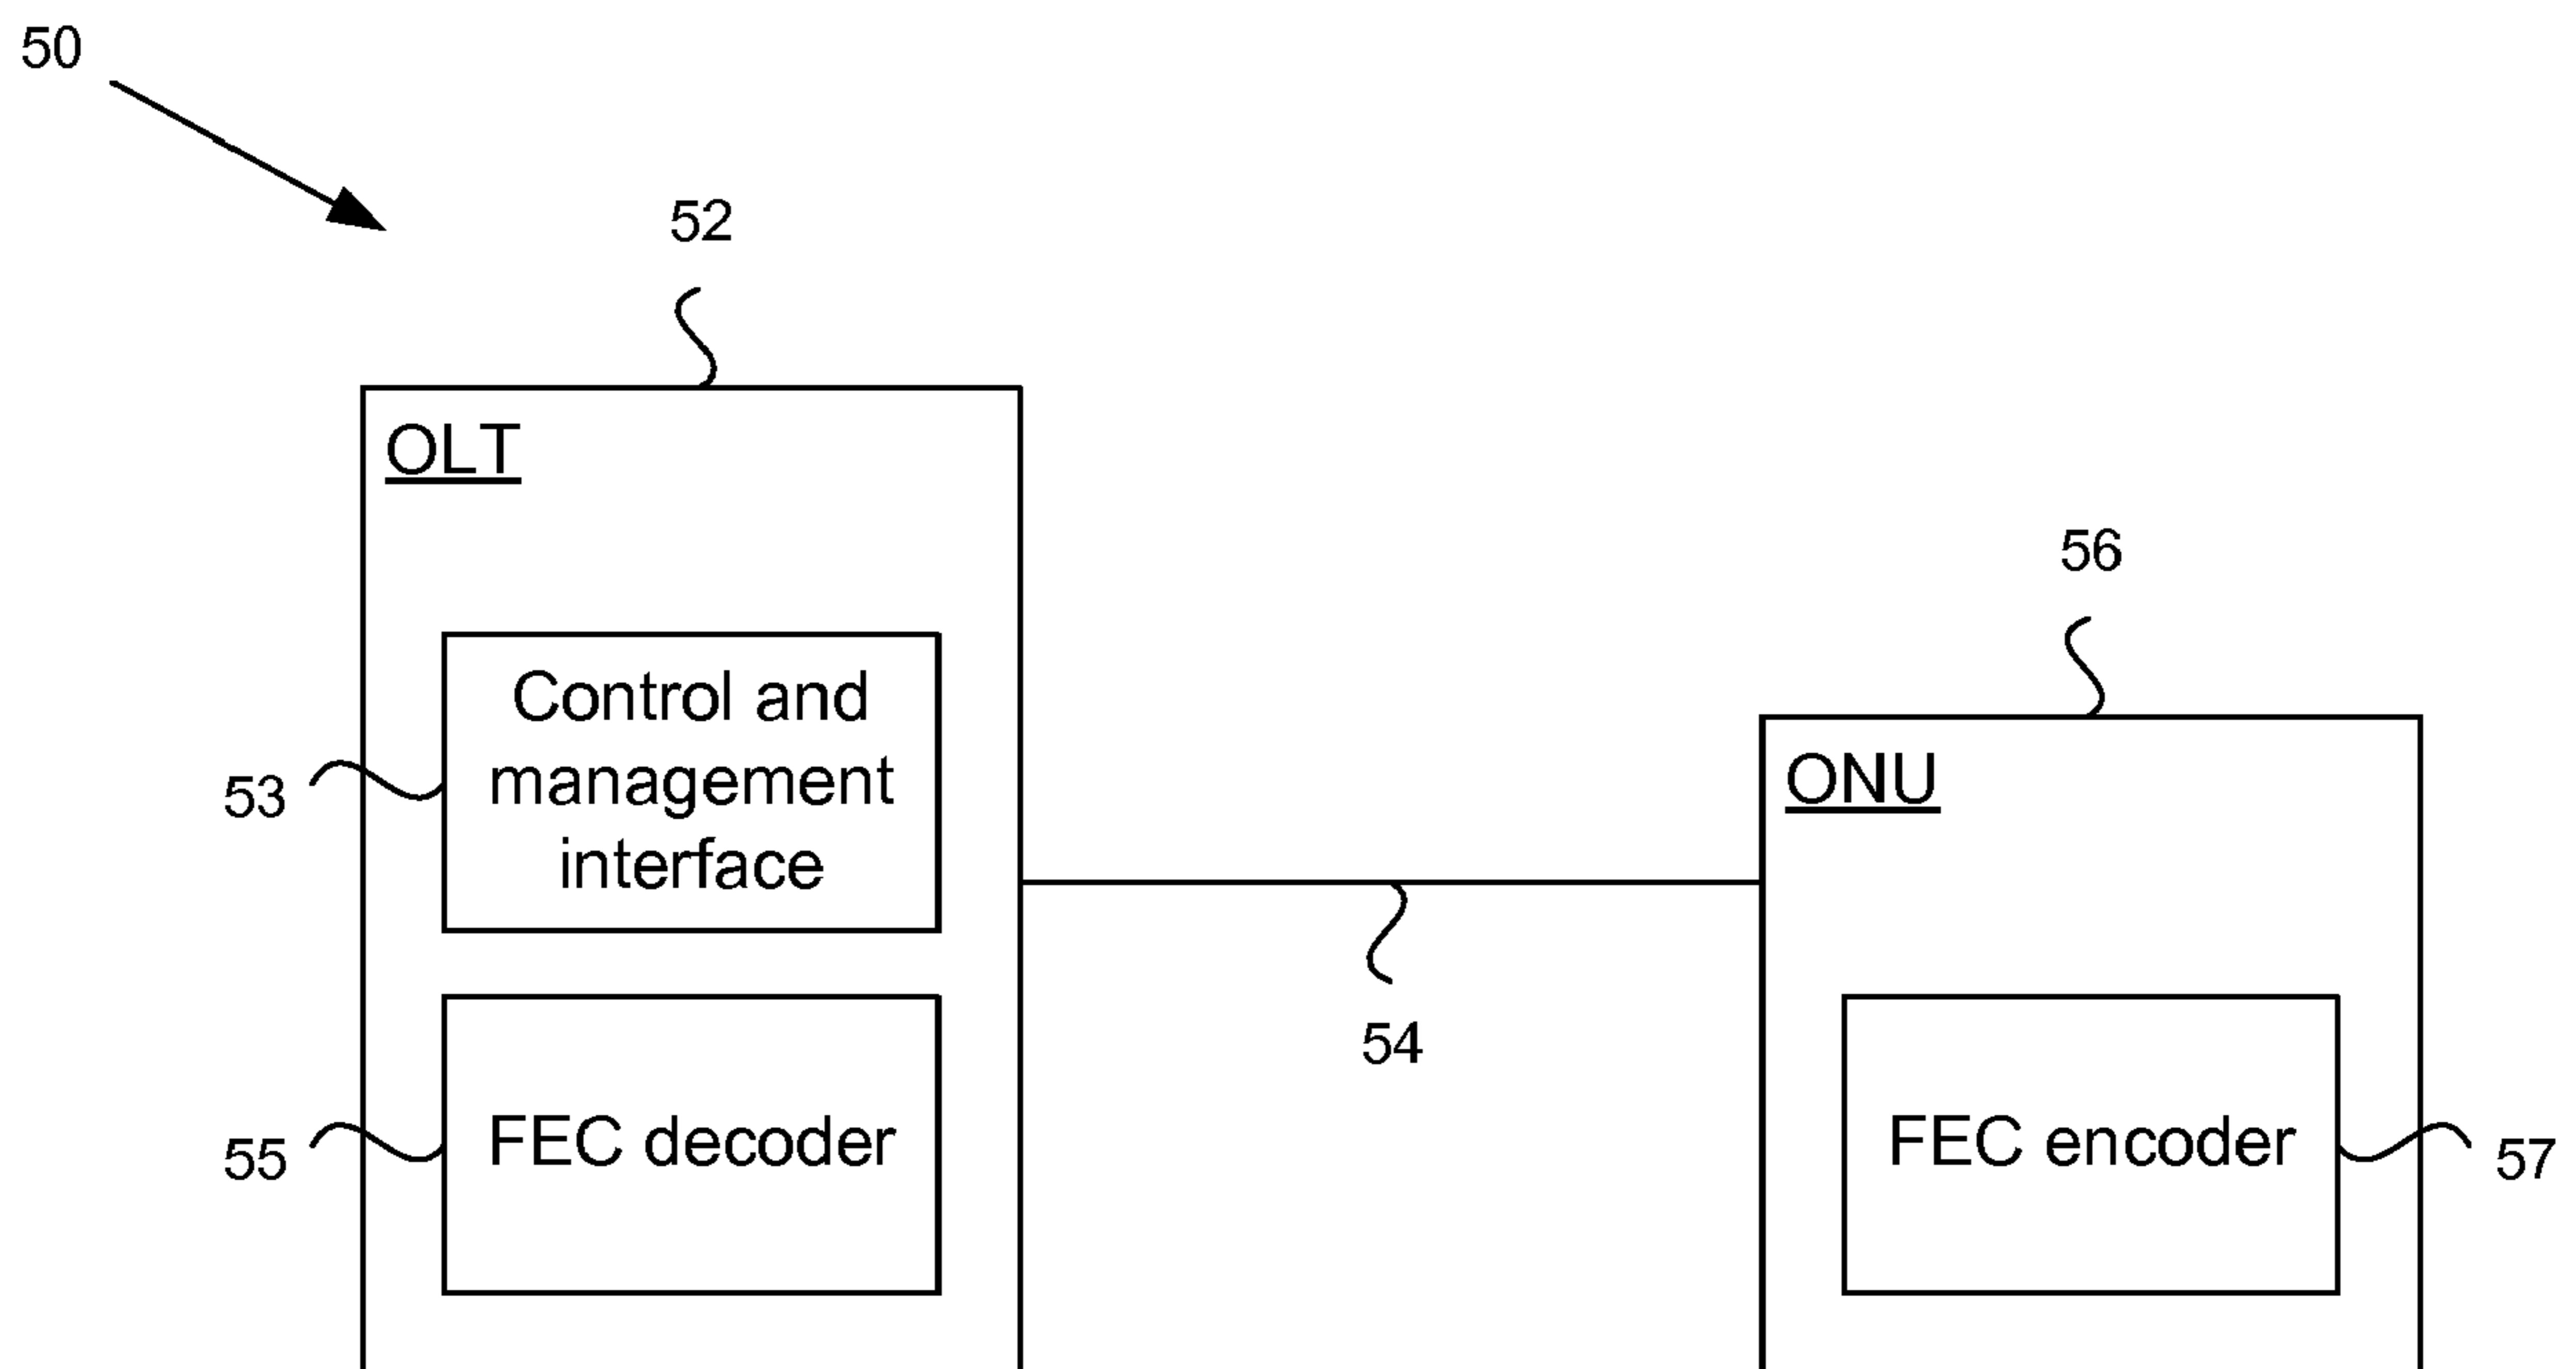 50
52
OLT
56
Control and
management
interface
53
ONU
54
FEC decoder
55
FEC encoder
57